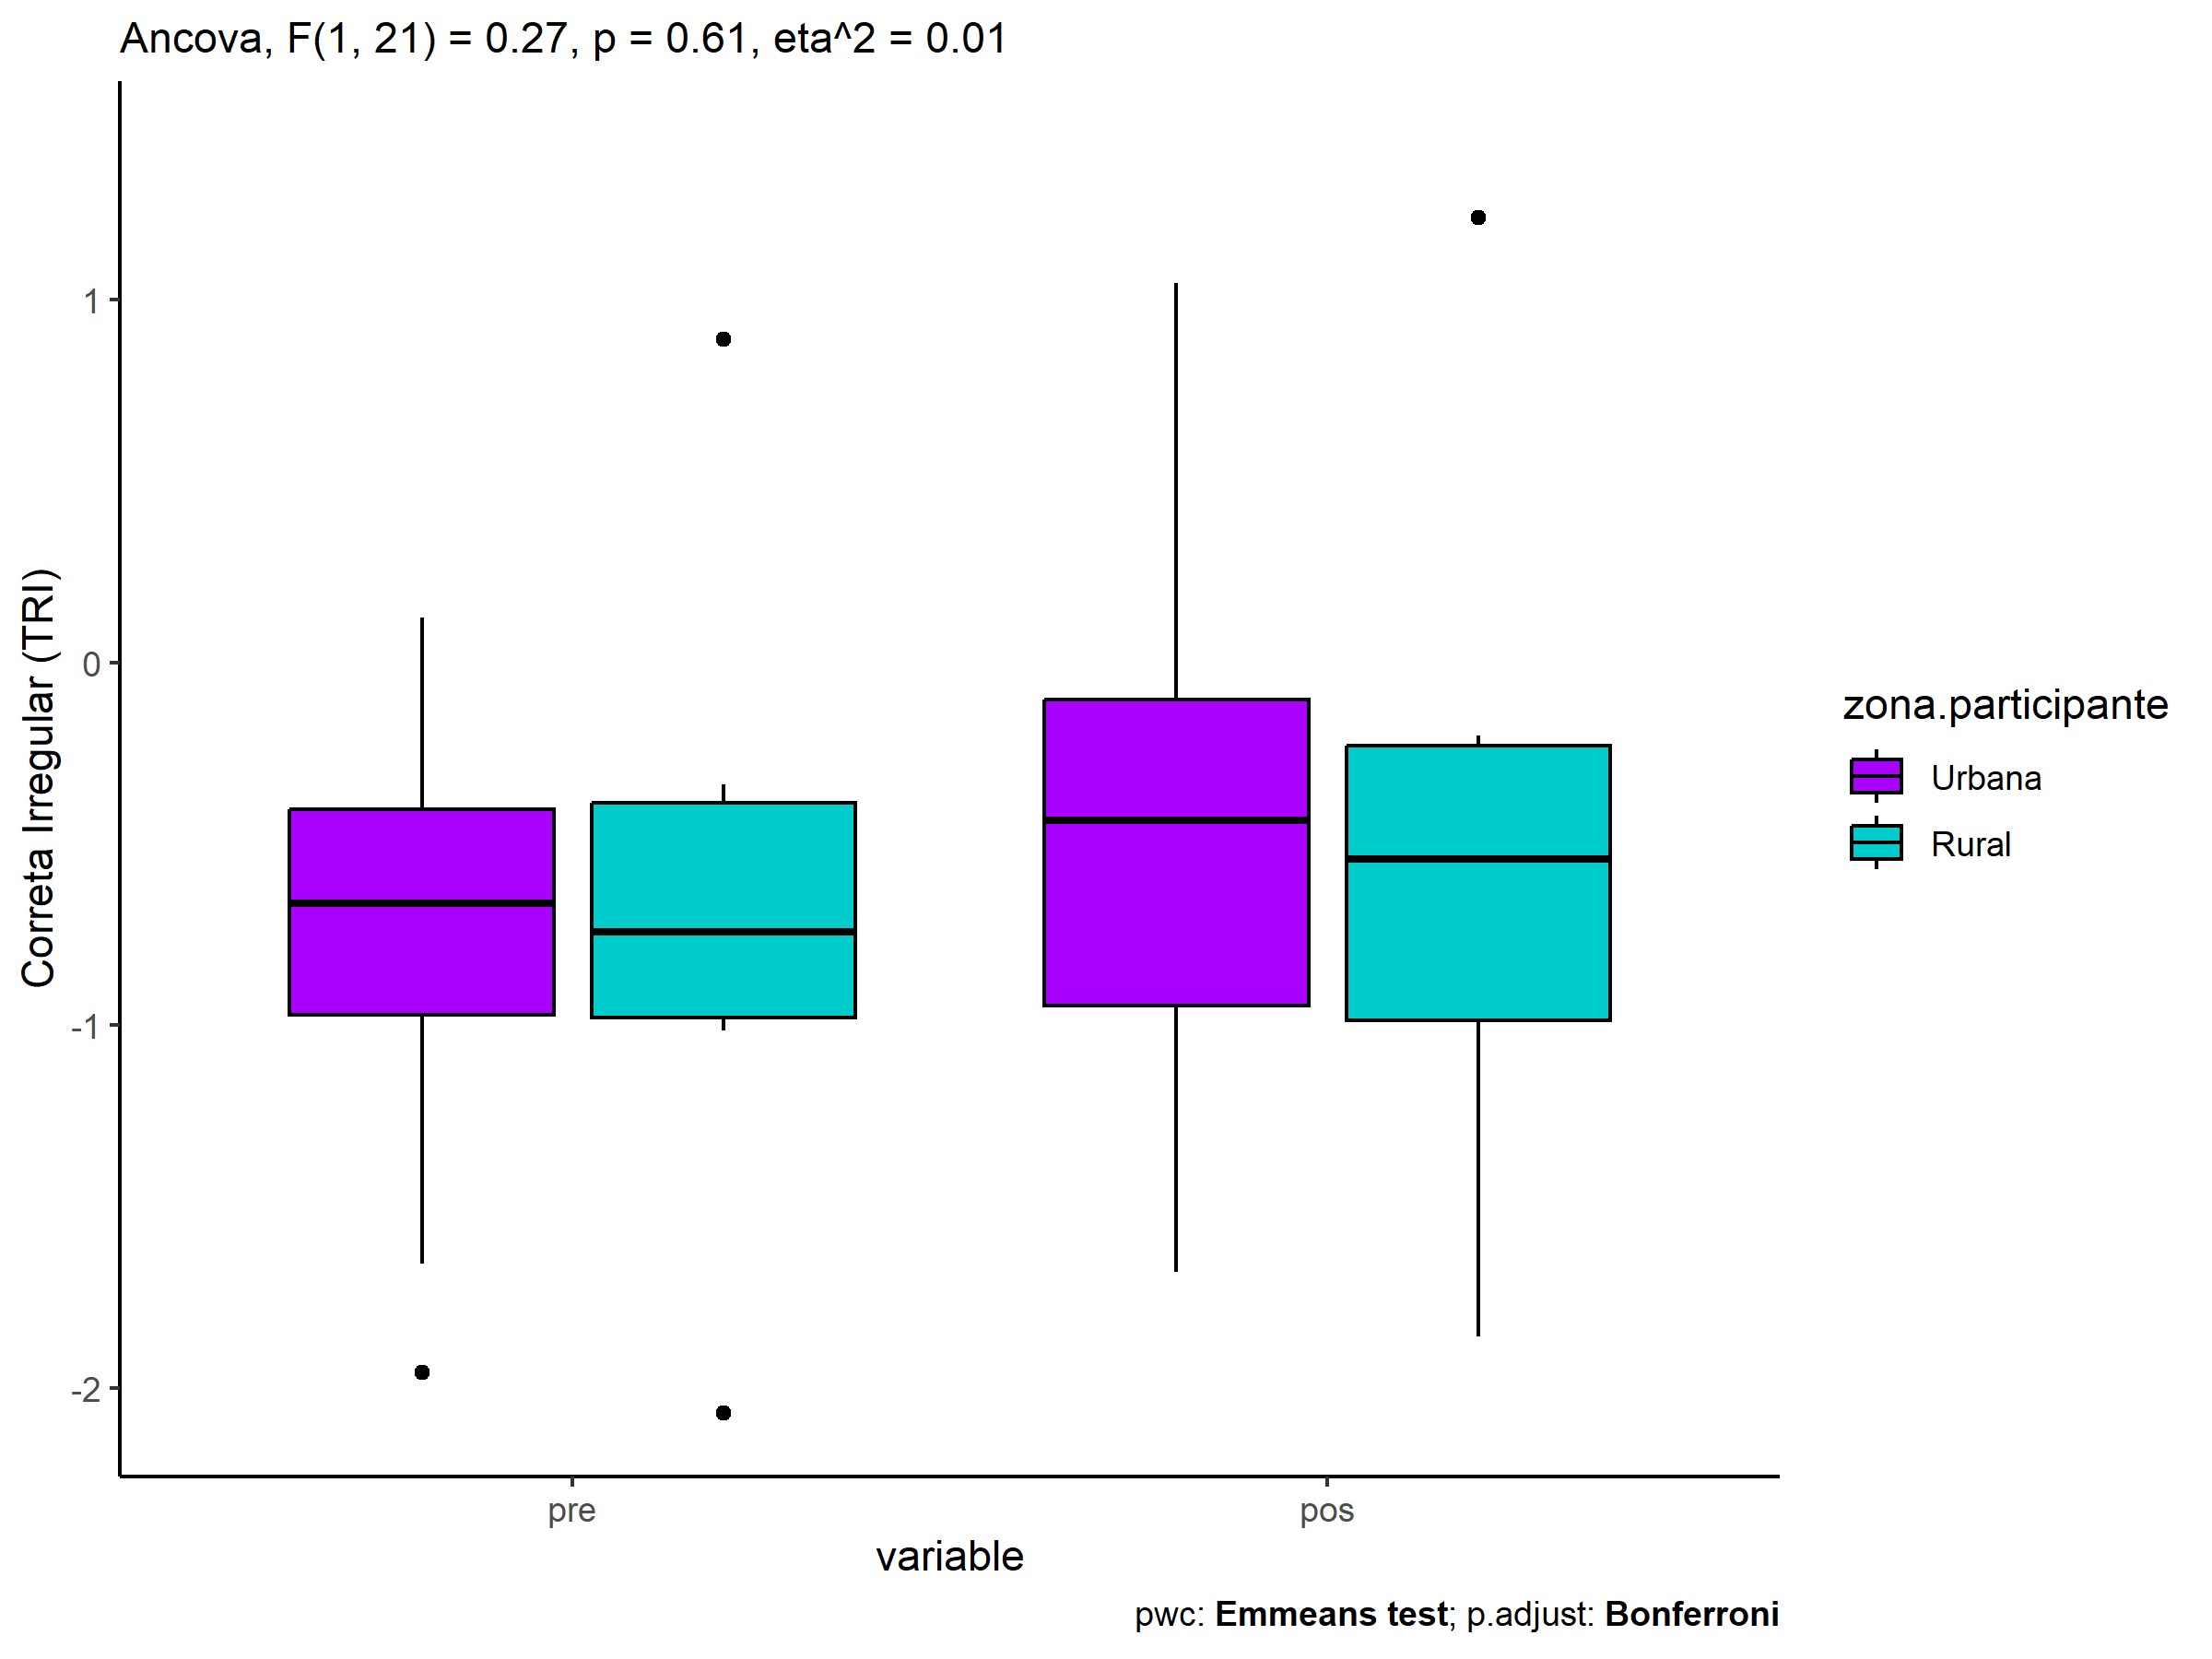 Ancova, F(1, 21) = 0.27, p = 0.61, eta^2 = 0.01
Correta Irregular (TRI)
1
0
-1
-2
pre
pos
variable
zona.participante
Urbana
Rural
pwc: Emmeans test; p.adjust: Bonferroni